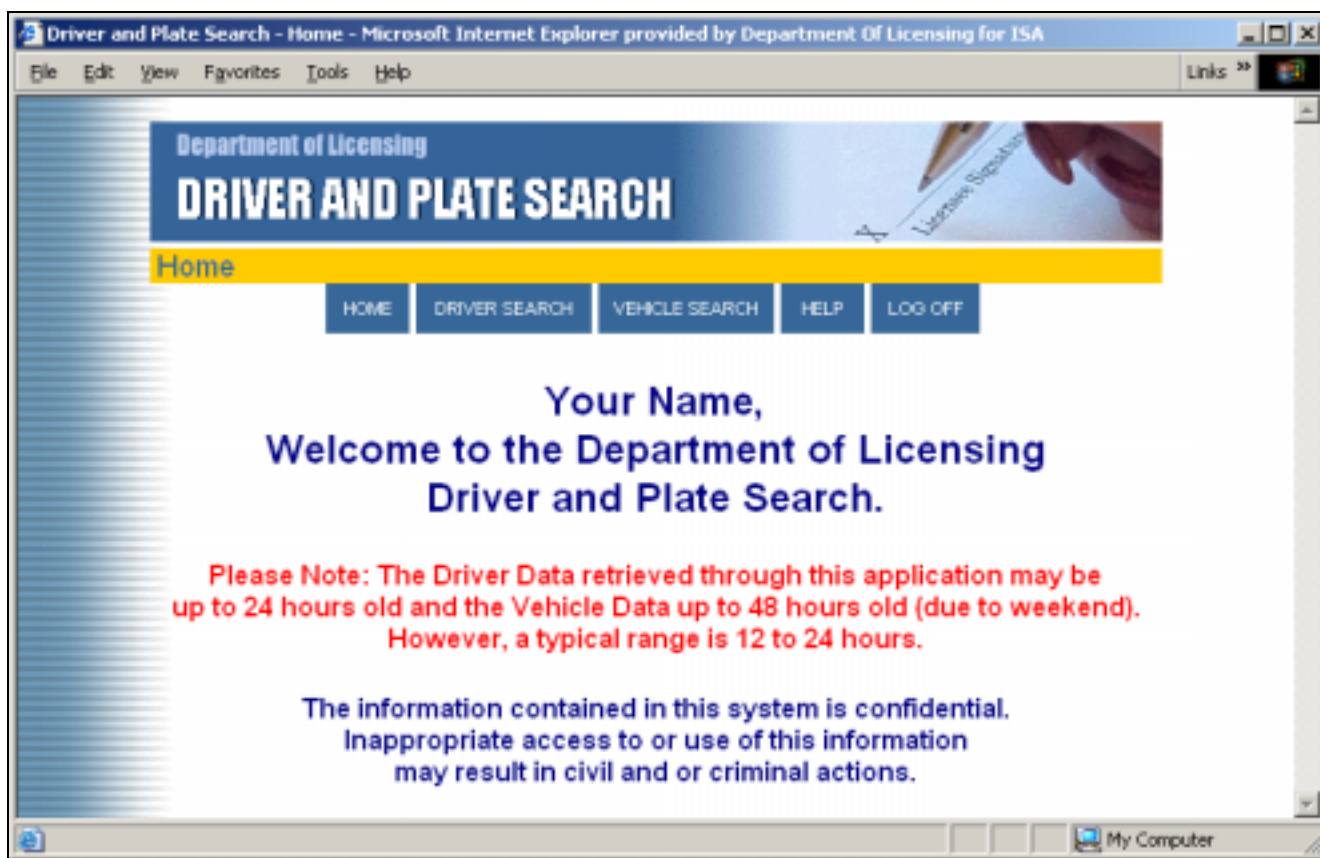 Driver and Plate Search - Home - Microsoft Internet Explorer provided by Department Of Licensing for ISA
File Edit View Favorites Tools Help Links »
Department of Licensing
DRIVER AND PLATE SEARCH
X Licensee Signature
Home
HOME DRIVER SEARCH VEHICLE SEARCH HELP LOG OFF
Your Name,
Welcome to the Department of Licensing
Driver and Plate Search.
Please Note: The Driver Data retrieved through this application may be
up to 24 hours old and the Vehicle Data up to 48 hours old (due to weekend).
However, a typical range is 12 to 24 hours.
The information contained in this system is confidential.
Inappropriate access to or use of this information
may result in civil and or criminal actions.
My Computer